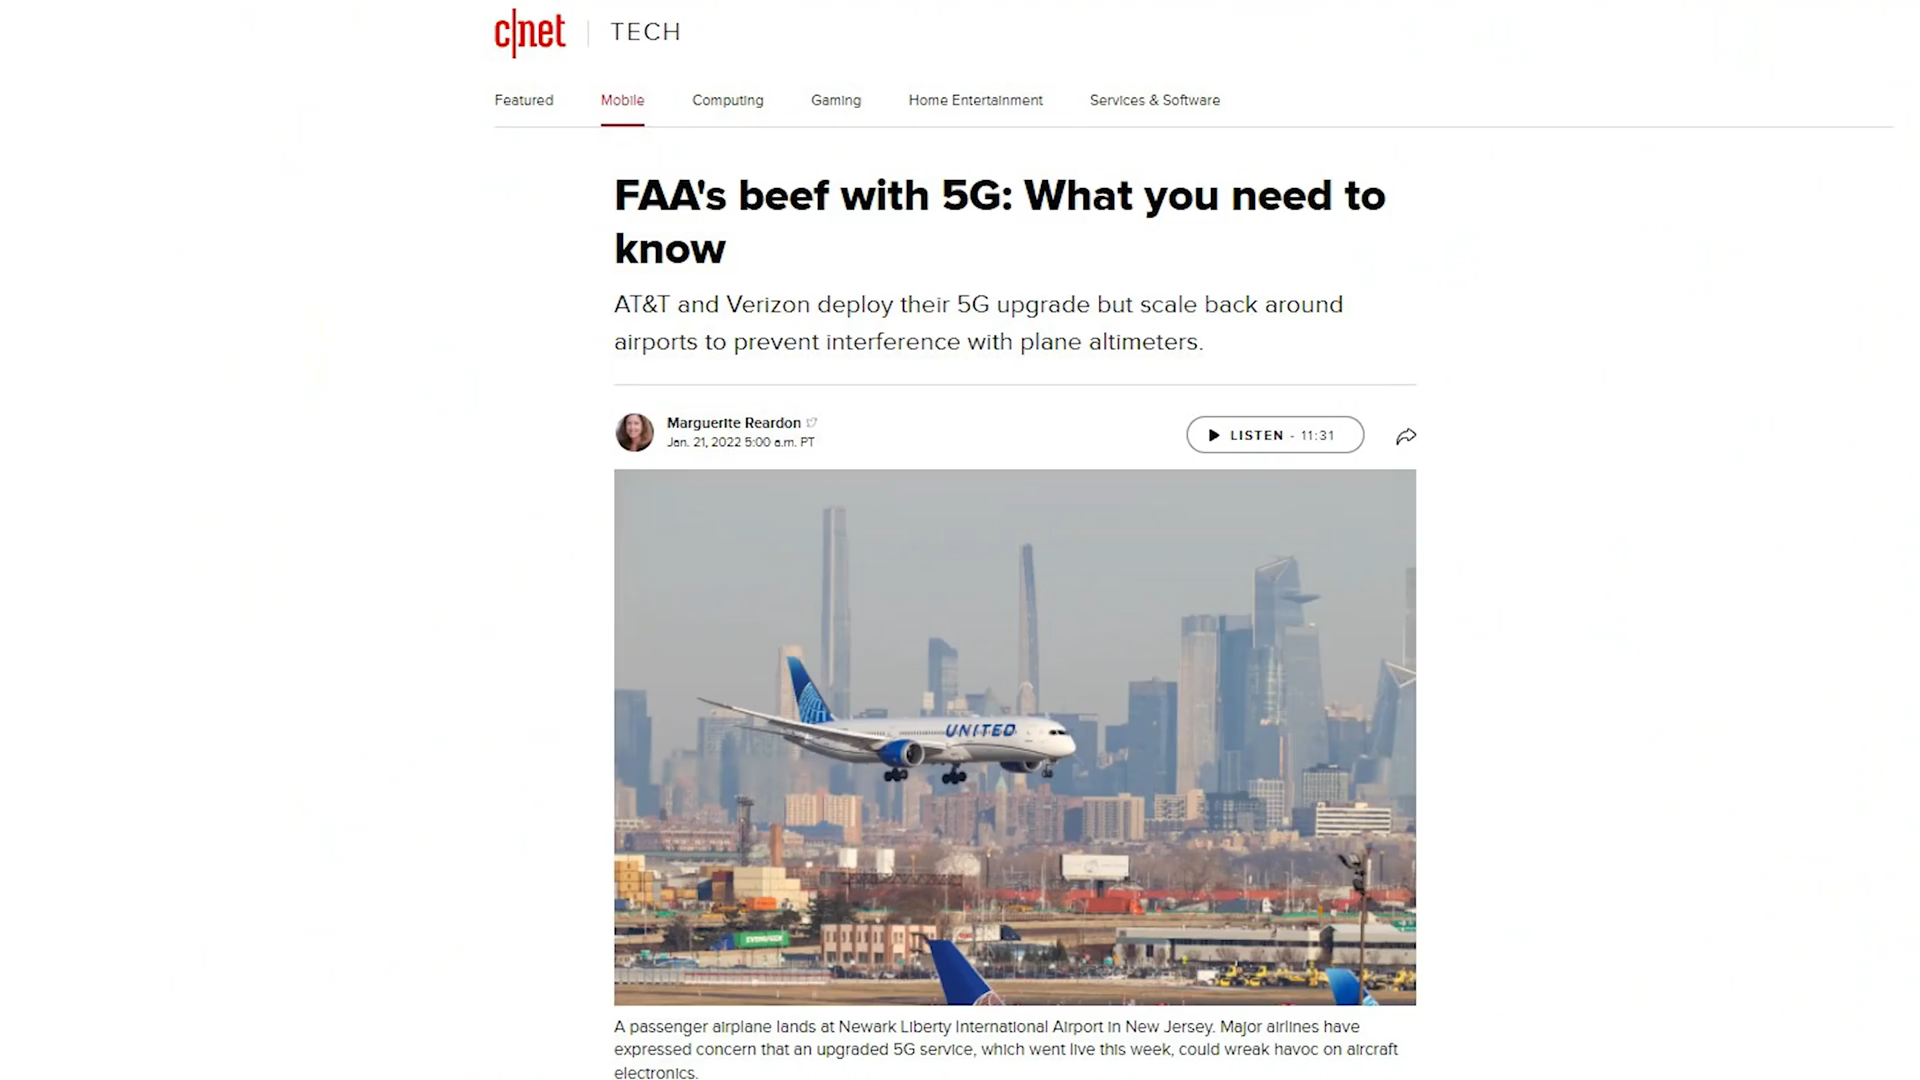 c|net
TECH
Featured
Mobile
Computing
Gaming
Home Entertainment
Services & Software
FAA's beef with 5G: What you need to
know
AT&T and Verizon deploy their 5G upgrade but scale back around
airports to prevent interference with plane altimeters.
Marguerite Reardon
Jan. 21, 2022 5:00 a.m. PT
LISTEN - 11:31
UNITED
EVERGREEN
A passenger airplane lands at Newark Liberty International Airport in New Jersey. Major airlines have
expressed concern that an upgraded 5G service, which went live this week, could wreak havoc on aircraft
electronics.